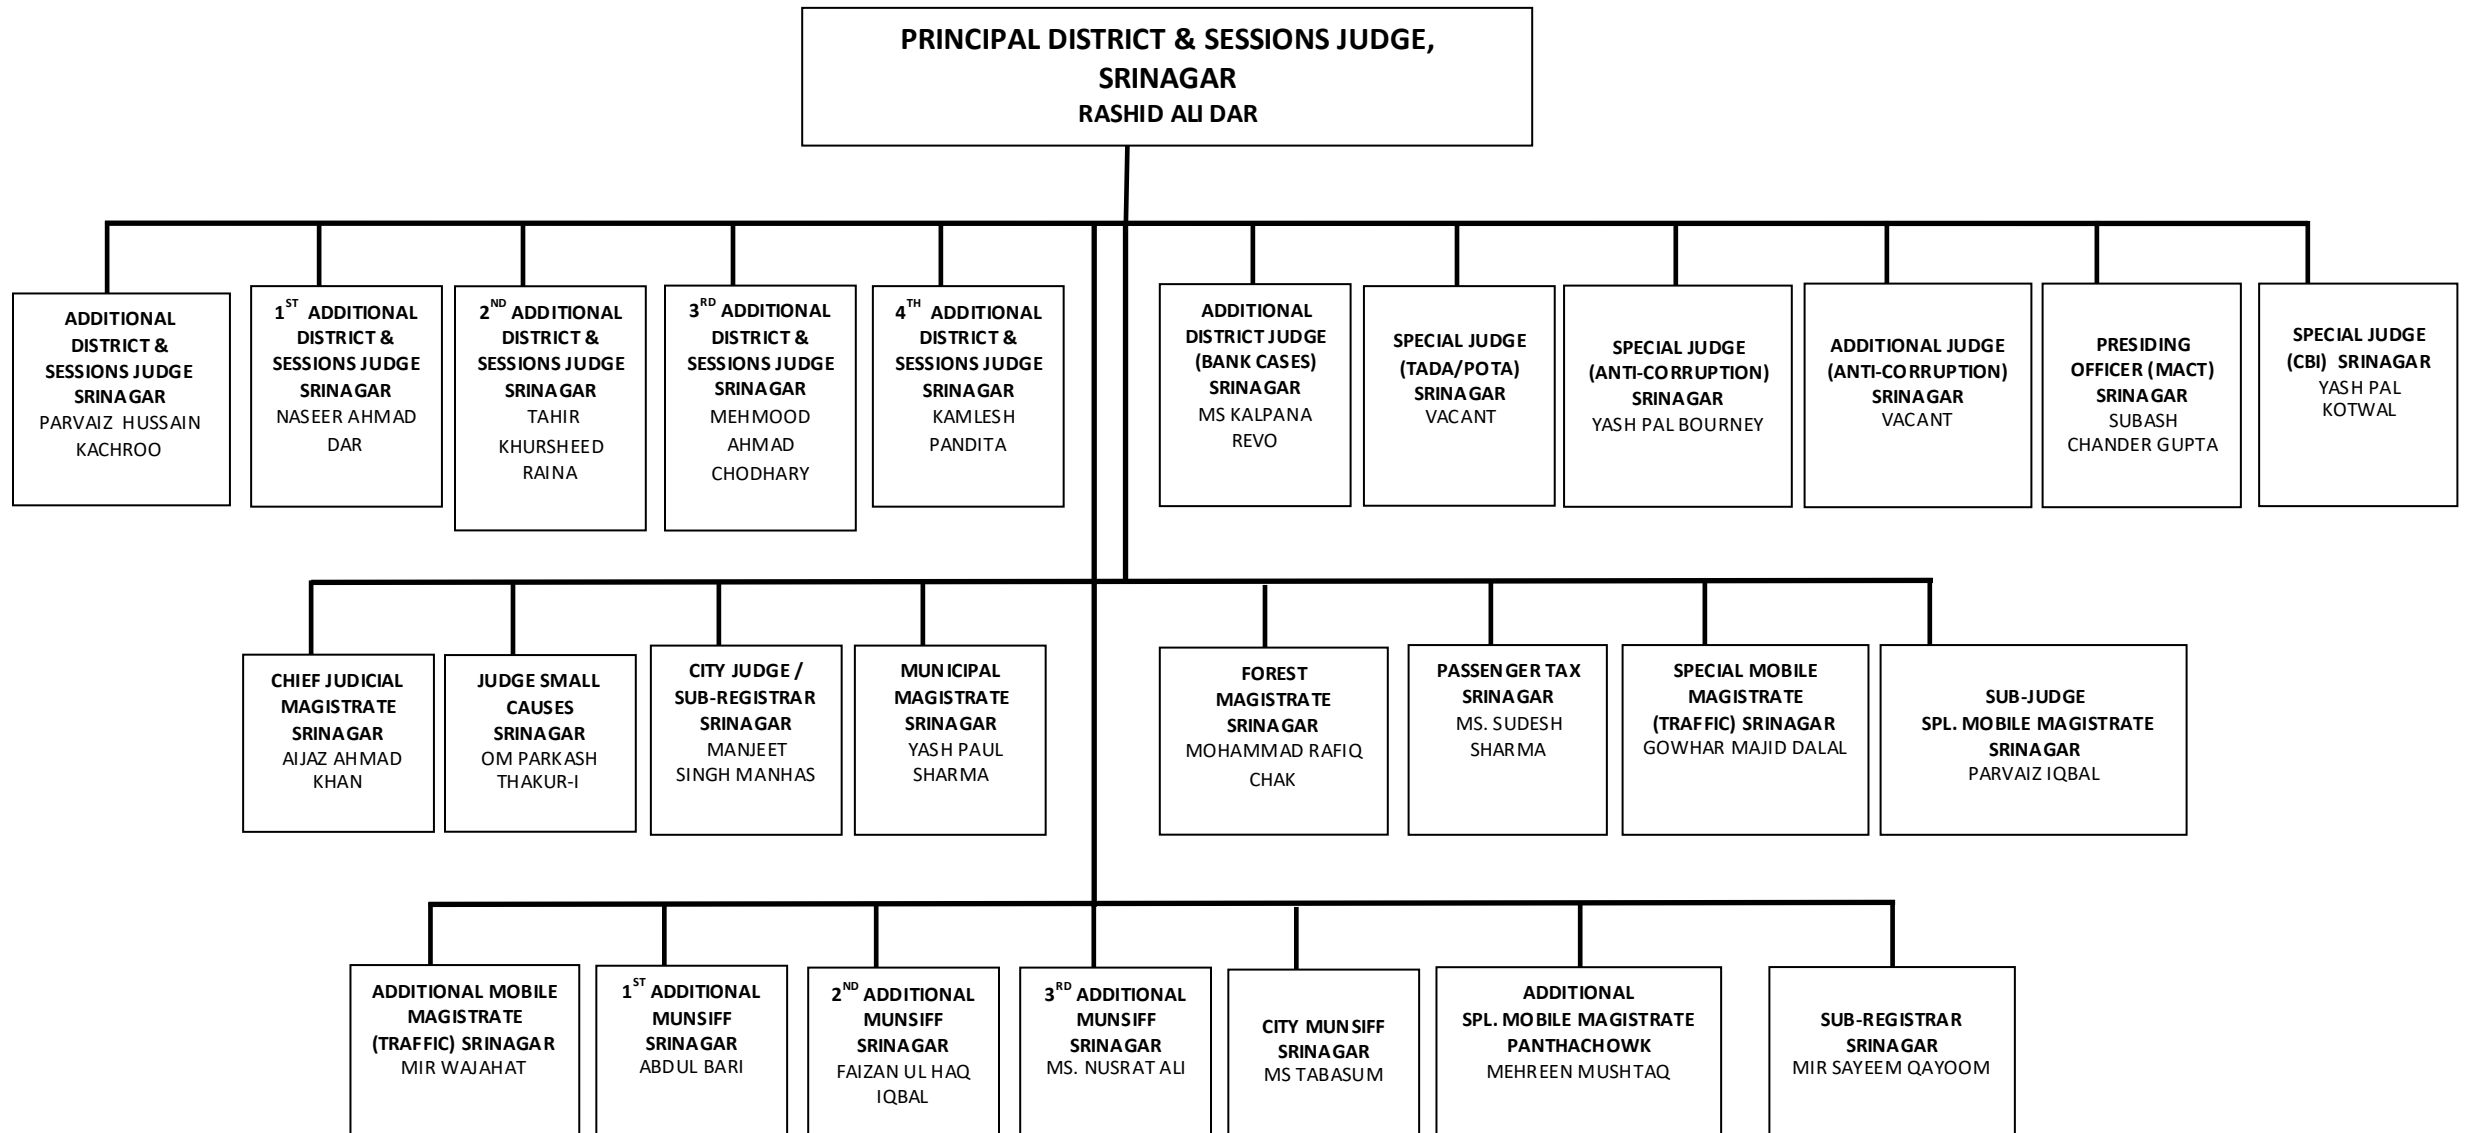 PRINCIPAL DISTRICT & SESSIONS JUDGE,
SRINAGAR
RASHID ALI DAR
ADDITIONAL
DISTRICT &
SESSIONS JUDGE
SRINAGAR
PARVAIZ HUSSAIN
KACHROO
1ST ADDITIONAL
DISTRICT &
SESSIONS JUDGE
SRINAGAR
NASEER AHMAD
DAR
2ND ADDITIONAL
DISTRICT &
SESSIONS JUDGE
SRINAGAR
TAHIR
KHURSHEED
RAINA
3RD ADDITIONAL
DISTRICT &
SESSIONS JUDGE
SRINAGAR
MEHMOOD
AHMAD
CHODHARY
4TH ADDITIONAL
DISTRICT &
SESSIONS JUDGE
SRINAGAR
KAMLESH
PANDITA
ADDITIONAL
DISTRICT JUDGE
(BANK CASES)
SRINAGAR
MS KALPANA
REVO
SPECIAL JUDGE
(TADA/POTA)
SRINAGAR
VACANT
SPECIAL JUDGE
(ANTI-CORRUPTION)
SRINAGAR
YASH PAL BOURNEY
ADDITIONAL JUDGE
(ANTI-CORRUPTION)
SRINAGAR
VACANT
PRESIDING
OFFICER (MACT)
SRINAGAR
SUBASH
CHANDER GUPTA
SPECIAL JUDGE
(CBI) SRINAGAR
YASH PAL
KOTWAL
CHIEF JUDICIAL
MAGISTRATE
SRINAGAR
AIJAZ AHMAD
KHAN
JUDGE SMALL
CAUSES
SRINAGAR
OM PARKASH
THAKUR-I
CITY JUDGE /
SUB-REGISTRAR
SRINAGAR
MANJEET
SINGH MANHAS
MUNICIPAL
MAGISTRATE
SRINAGAR
YASH PAUL
SHARMA
FOREST
MAGISTRATE
SRINAGAR
MOHAMMAD RAFIQ
CHAK
PASSENGER TAX
SRINAGAR
MS. SUDESH
SHARMA
SPECIAL MOBILE
MAGISTRATE
(TRAFFIC) SRINAGAR
GOWHAR MAJID DALAL
SUB-JUDGE
SPL. MOBILE MAGISTRATE
SRINAGAR
PARVAIZ IQBAL
ADDITIONAL MOBILE
MAGISTRATE
(TRAFFIC) SRINAGAR
MIR WAJAHAT
1ST ADDITIONAL
MUNSIFF
SRINAGAR
ABDUL BARI
2ND ADDITIONAL
MUNSIFF
SRINAGAR
FAIZAN UL HAQ
IQBAL
3RD ADDITIONAL
MUNSIFF
SRINAGAR
MS. NUSRAT ALI
CITY MUNSIFF
SRINAGAR
MS TABASUM
ADDITIONAL
SPL. MOBILE MAGISTRATE
PANTHACHOWK
MEHREEN MUSHTAQ
SUB-REGISTRAR
SRINAGAR
MIR SAYEEM QAYOOM